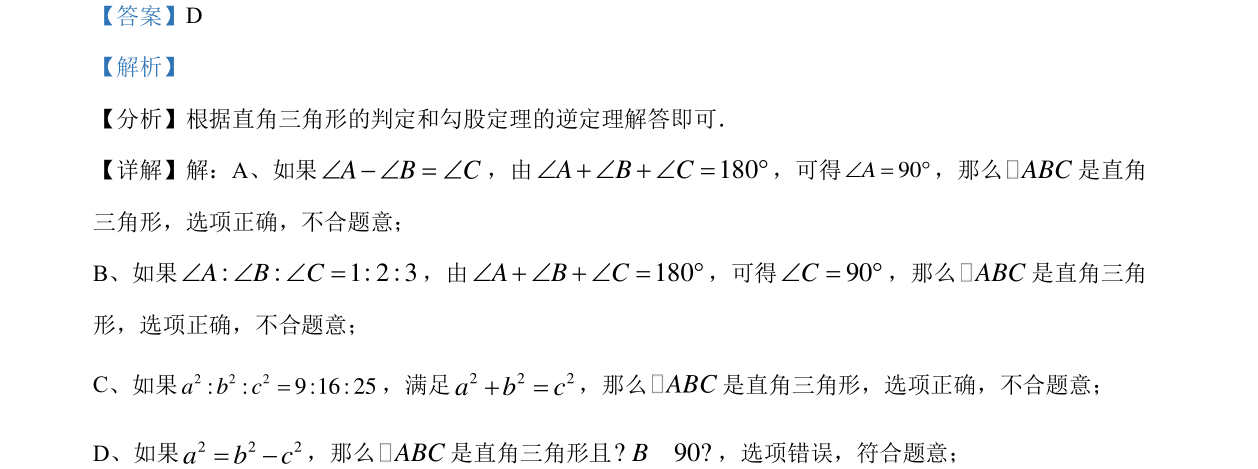 【答案】D
【解析】
【分析】根据直角三角形的判定和勾股定理的逆定理解答即可．
【详解】解：A、如果∠A－∠B＝∠C，由∠A＋∠B＋∠C＝180°，可得∠A＝90°，那么□ABC是直角
三角形，选项正确，不合题意；
B、如果∠A:∠B:∠C＝1:2:3，由∠A＋∠B＋∠C＝180°，可得∠C＝90°，那么□ABC是直角三角
形，选项正确，不合题意；
C、如果a²:b²:c²＝9:16:25，满足a²＋b²＝c²，那么□ABC是直角三角形，选项正确，不合题意；
D、如果a²＝b²－c²，那么□ABC是直角三角形且?B 90?，选项错误，符合题意；